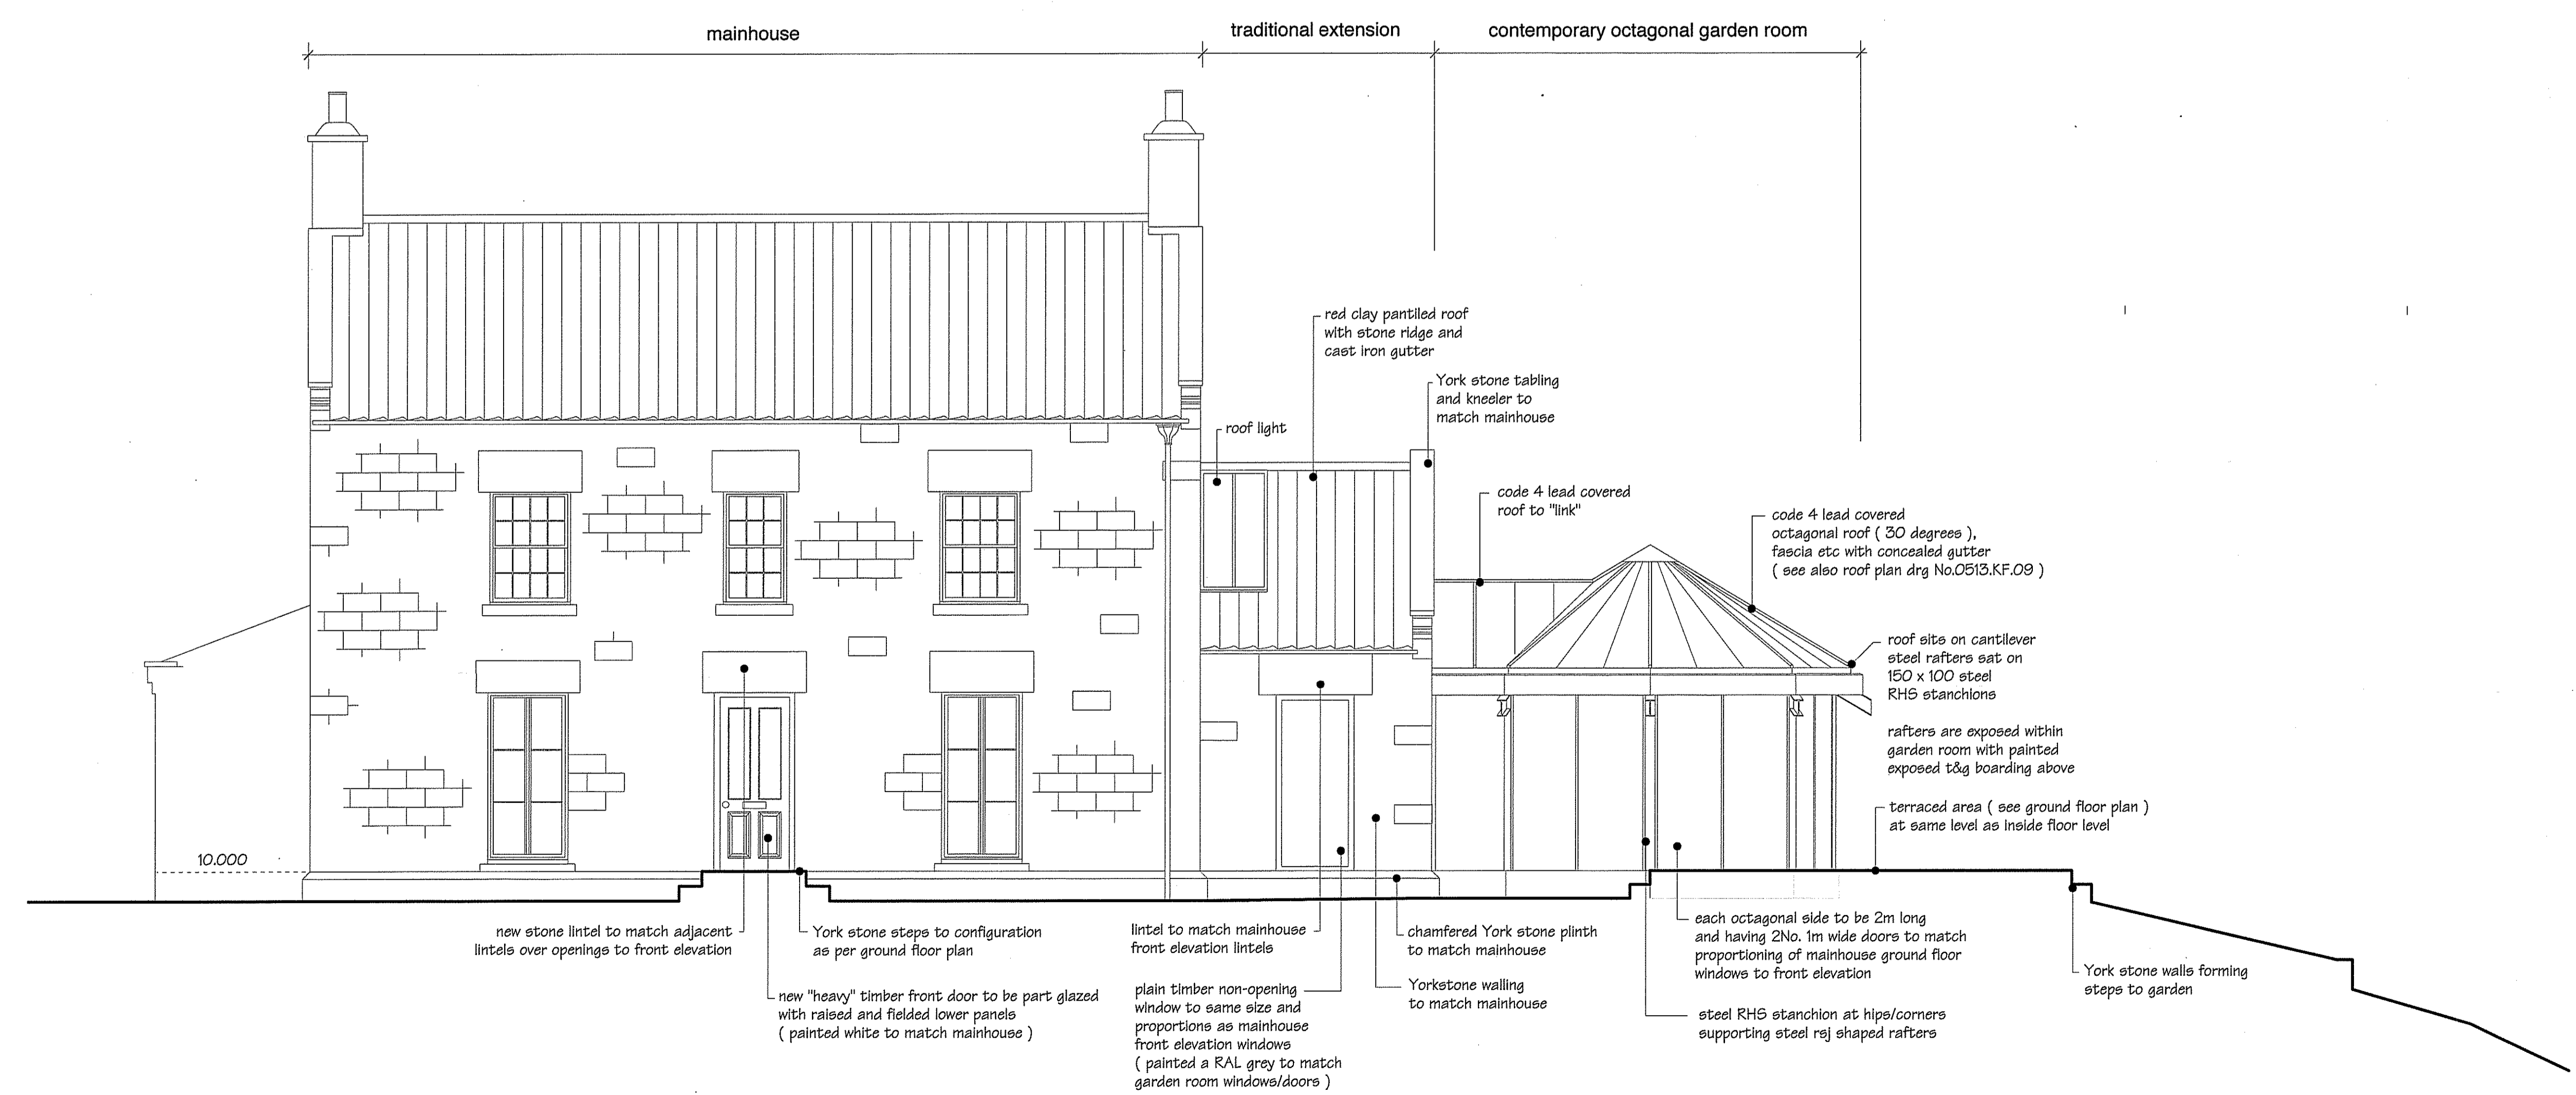 mainhouse
traditional extension
contemporary octagonal garden room
red clay pantiled roof
with stone ridge and
cast iron gutter
York stone tabling
and kneeler to
match mainhouse
roof light
code 4 lead covered
roof to "link"
code 4 lead covered
octagonal roof ( 30 degrees ),
fascia etc with concealed gutter
( see also roof plan drg No.0513.KF.09 )
roof sits on cantilever
steel rafters sat on
150 x 100 steel
RHS stanchions
rafters are exposed within
garden room with painted
exposed t&g boarding above
terraced area ( see ground floor plan )
at same level as inside floor level
10.000
new stone lintel to match adjacent
lintels over openings to front elevation
York stone steps to configuration
as per ground floor plan
new "heavy" timber front door to be part glazed
with raised and fielded lower panels
( painted white to match mainhouse )
lintel to match mainhouse
front elevation lintels
plain timber non-opening
window to same size and
proportions as mainhouse
front elevation windows
( painted a RAL grey to match
garden room windows/doors )
chamfered York stone plinth
to match mainhouse
Yorkstone walling
to match mainhouse
each octagonal side to be 2m long
and having 2No. 1m wide doors to match
proportioning of mainhouse ground floor
windows to front elevation
steel RHS stanchion at hips/corners
supporting steel rsj shaped rafters
York stone walls forming
steps to garden